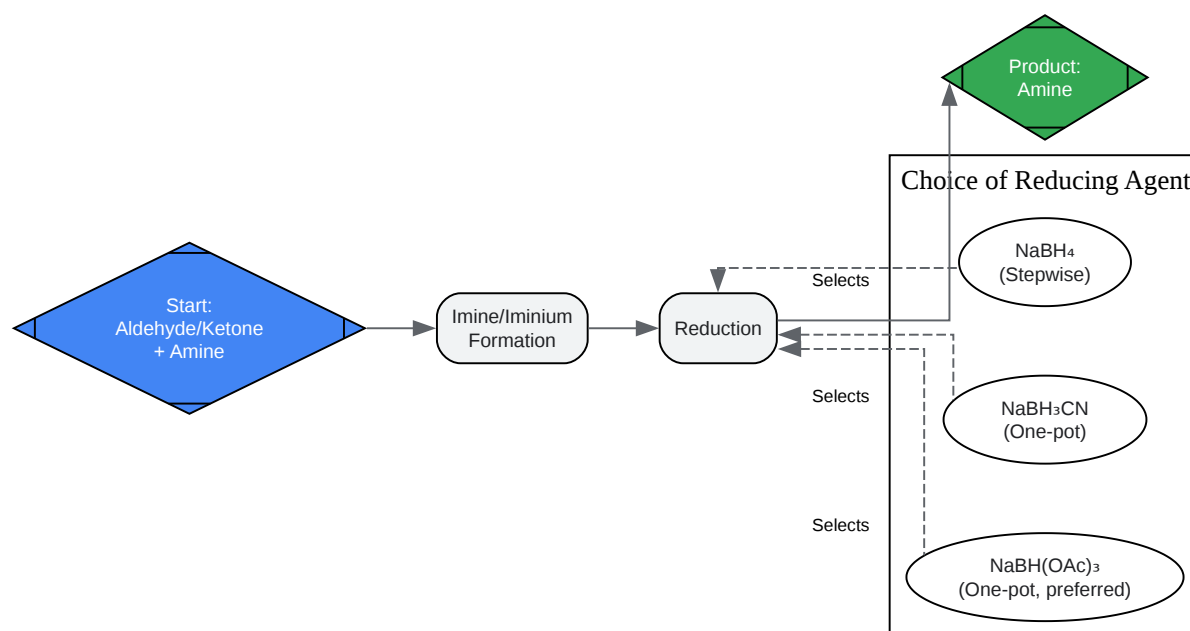 Product:
Amine
Choice of Reducing Agent
NaBH₄
(Stepwise)
Selects
Start:
Aldehyde/Ketone
+ Amine
Imine/Iminium
Formation
Reduction
Selects
NaBH₃CN
(One-pot)
Selects
NaBH(OAc)₃
(One-pot, preferred)